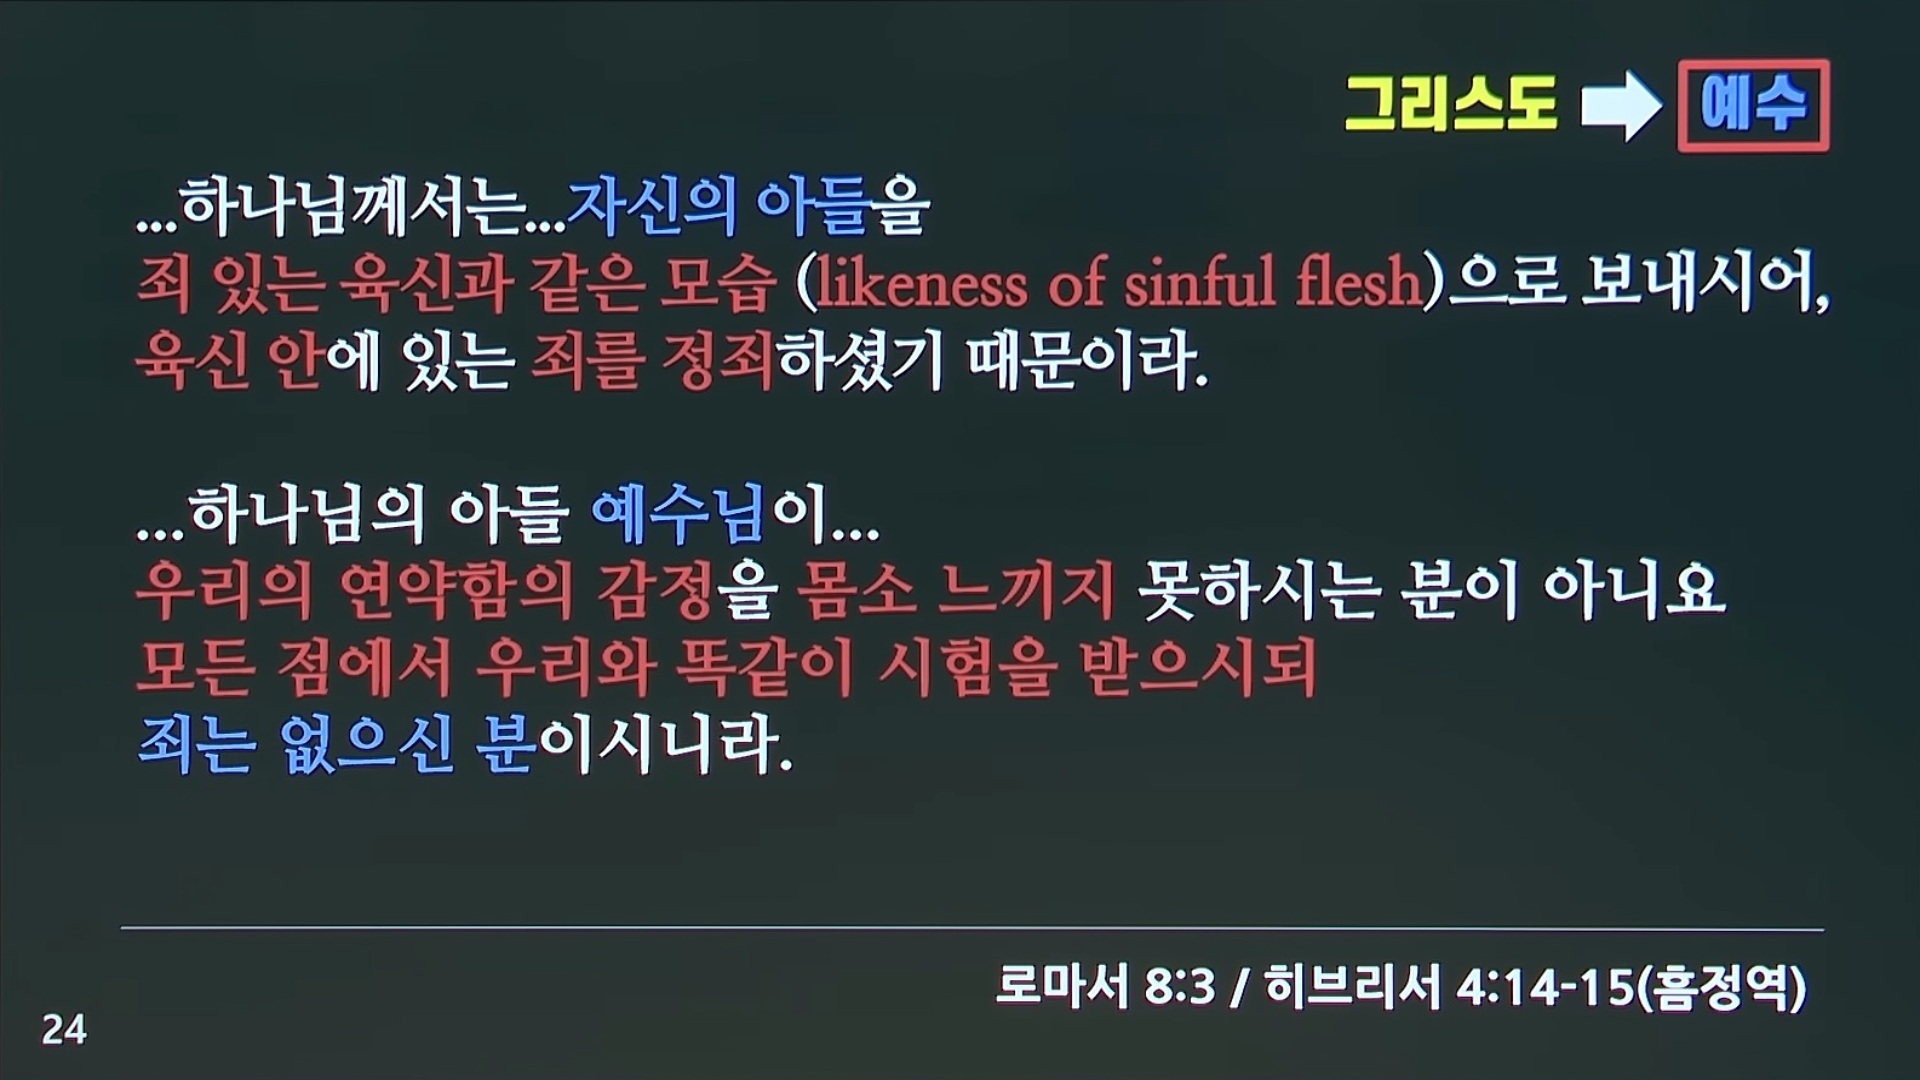 그리스도 ➡ 예수
...하나님께서는...자신의 아들을
죄 있는 육신과 같은 모습 (likeness of sinful flesh)으로 보내시어,
육신 안에 있는 죄를 정죄하셨기 때문이라.
...하나님의 아들 예수님이...
우리의 연약함의 감정을 몸소 느끼지 못하시는 분이 아니요
모든 점에서 우리와 똑같이 시험을 받으시되
죄는 없으신 분이시니라.
로마서 8:3 / 히브리서 4:14-15(흠정역)
24